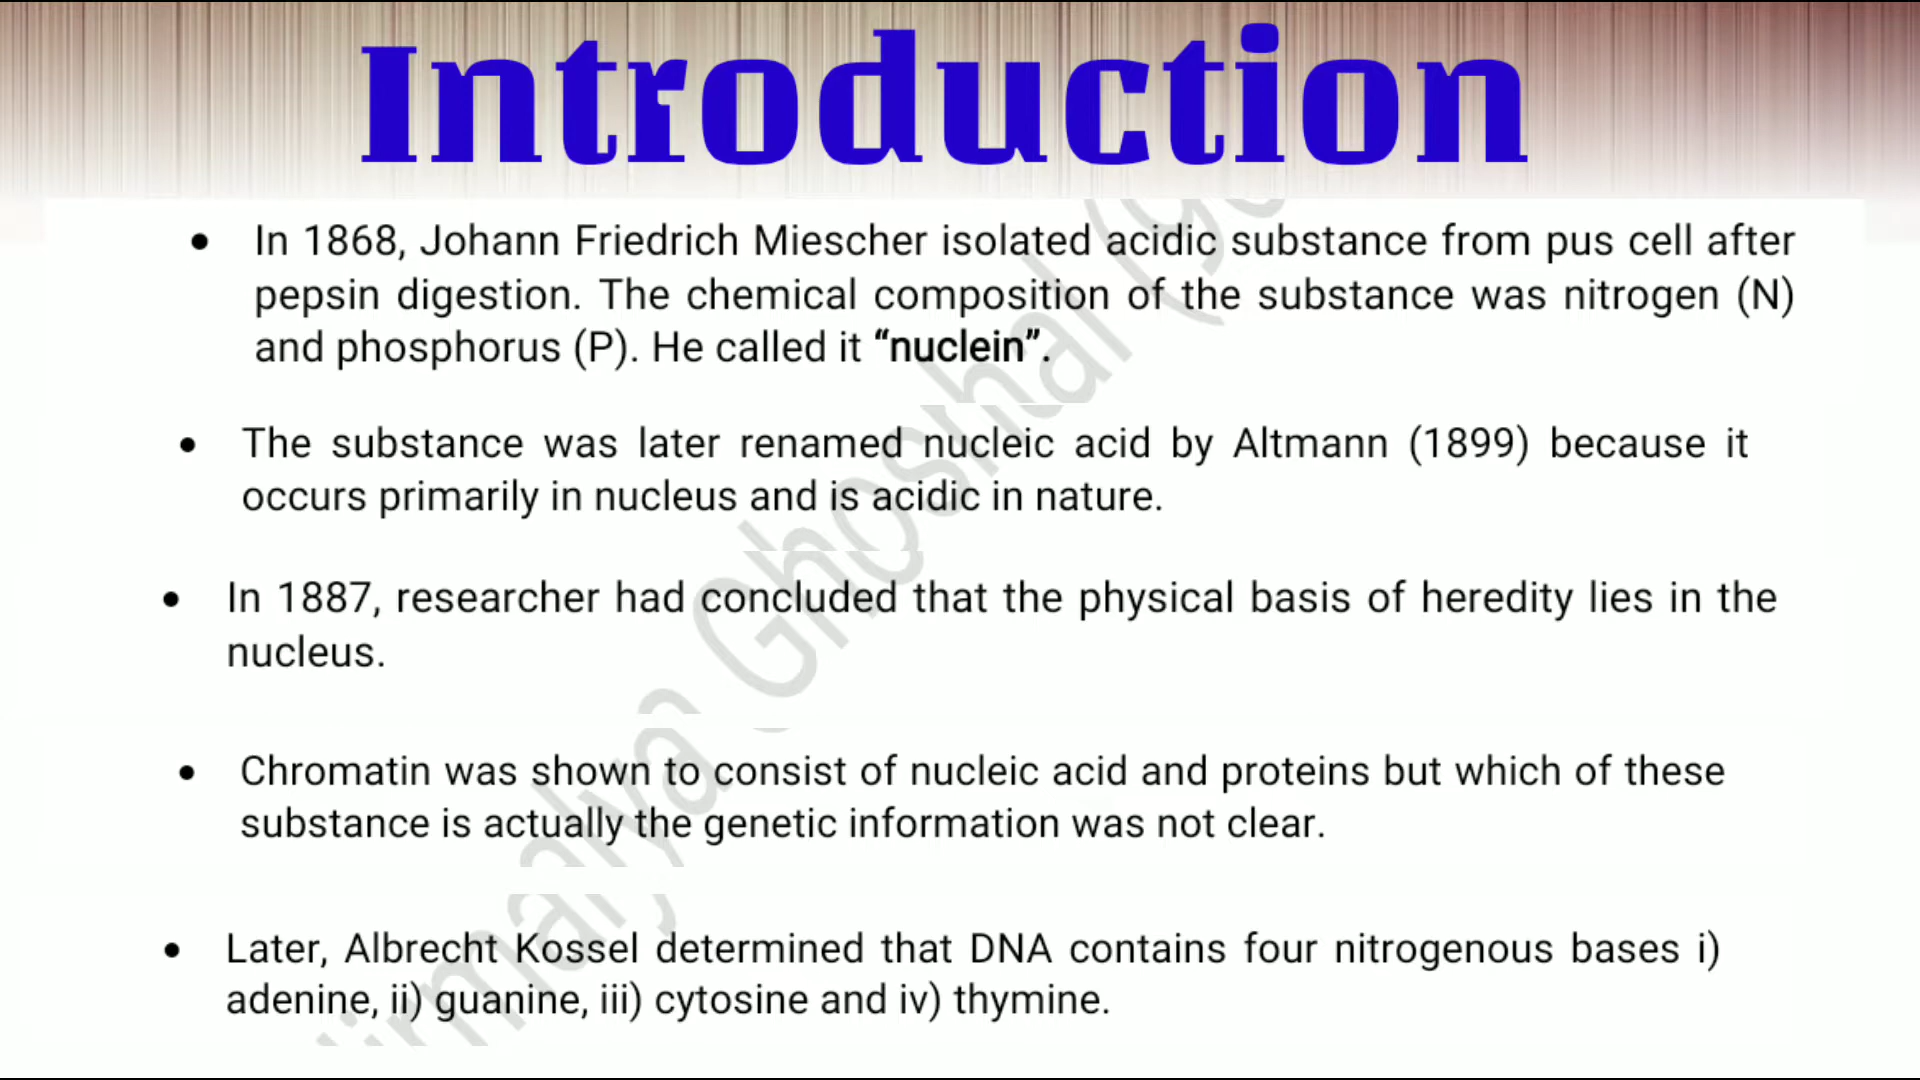 Introduction
• In 1868, Johann Friedrich Miescher isolated acidic substance from pus cell after
pepsin digestion. The chemical composition of the substance was nitrogen (N)
and phosphorus (P). He called it “nuclein”.
• The substance was later renamed nucleic acid by Altmann (1899) because it
occurs primarily in nucleus and is acidic in nature.
• In 1887, researcher had concluded that the physical basis of heredity lies in the
nucleus.
• Chromatin was shown to consist of nucleic acid and proteins but which of these
substance is actually the genetic information was not clear.
• Later, Albrecht Kossel determined that DNA contains four nitrogenous bases i)
adenine, ii) guanine, iii) cytosine and iv) thymine.
Ghoshal